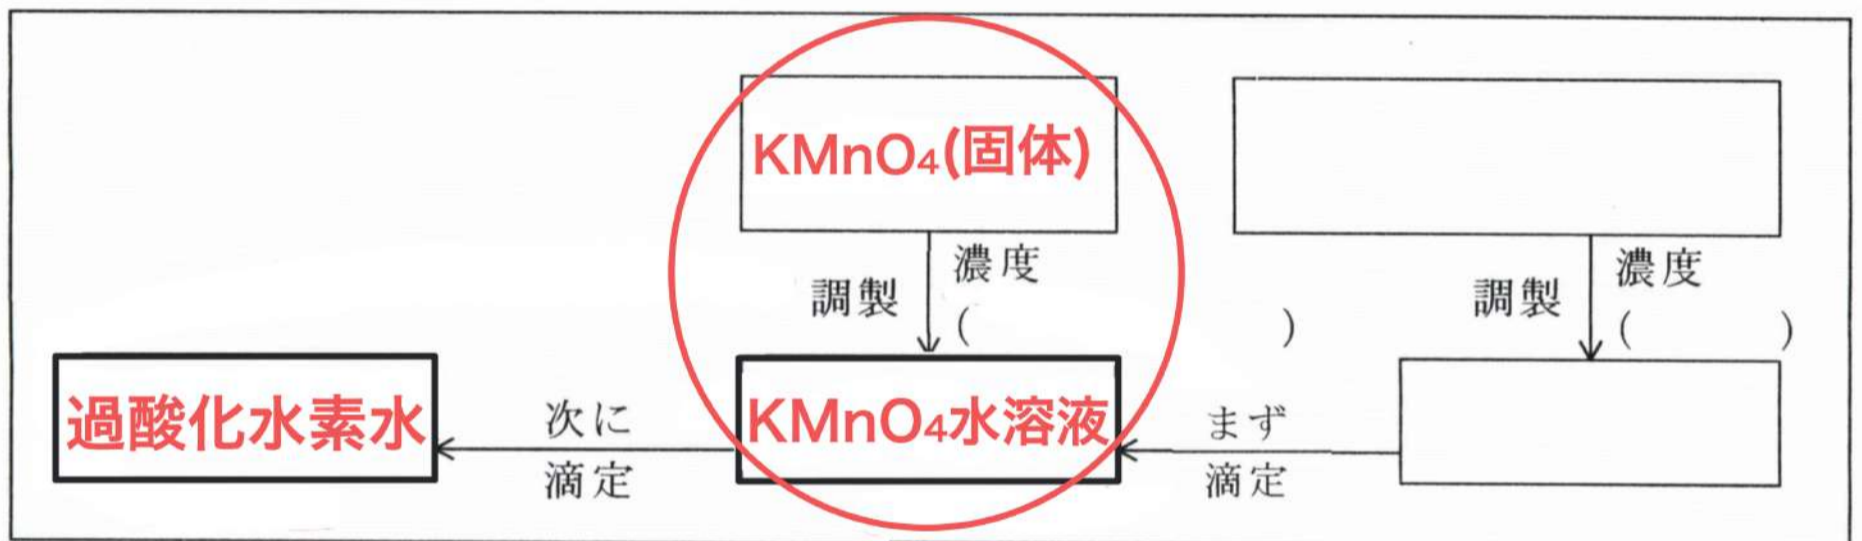 KMnO₄(固体)
濃度
調製
(　　　)
濃度
調製
(　　　)
過酸化水素水
次に
滴定
KMnO₄水溶液
まず
滴定